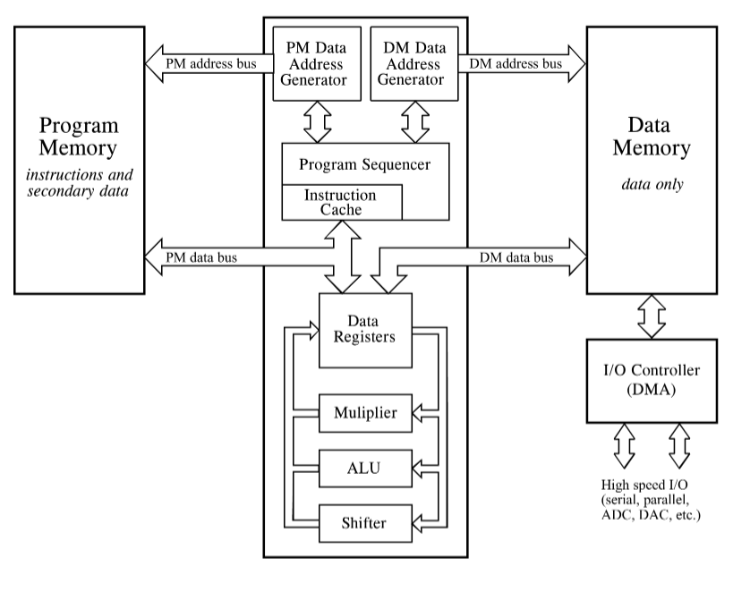 Program
Memory
instructions and
secondary data
PM address bus
PM Data
Address
Generator
DM Data
Address
Generator
DM address bus
Data
Memory
data only
Program Sequencer
Instruction
Cache
PM data bus
DM data bus
Data
Registers
Muliplier
ALU
Shifter
I/O Controller
(DMA)
High speed I/O
(serial, parallel,
ADC, DAC, etc.)